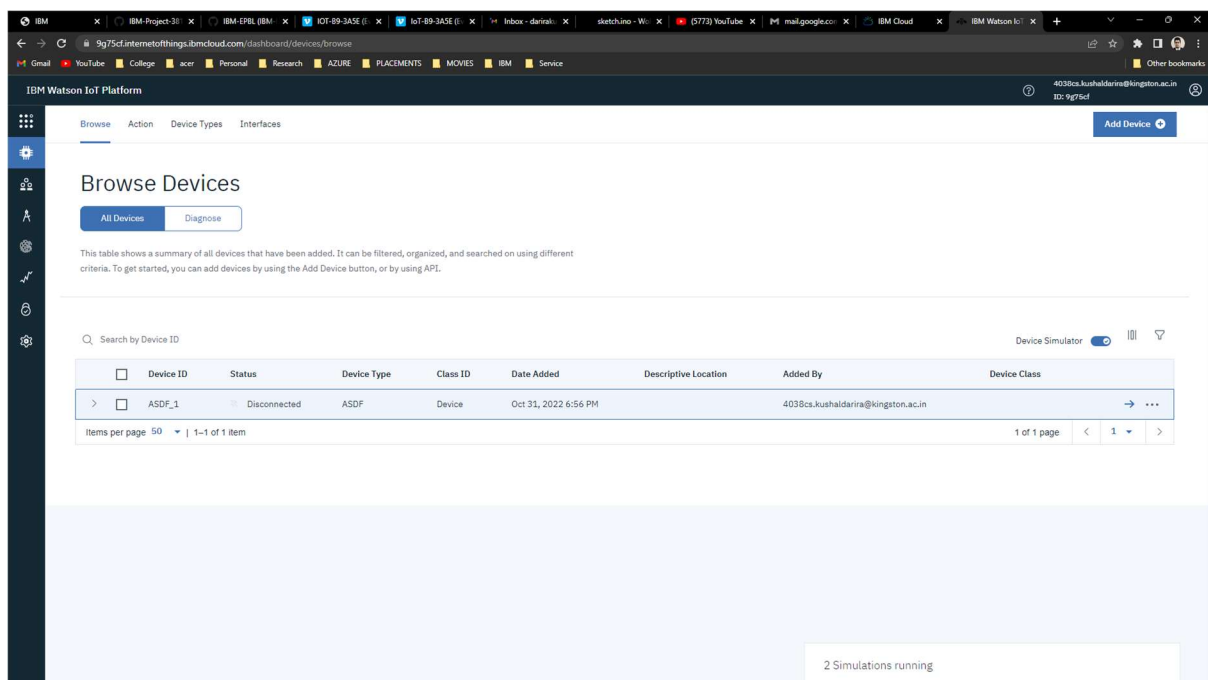 IBM
IBM-Project-381
IBM-EPBL (IBM-
IOT-B9-3A5E (E
IoT-B9-3A5E (E
Inbox - dariraku
sketch.ino - Wo
(5773) YouTube
mail.google.con
IBM Cloud
IBM Watson IoT
9g75cf.internetofthings.ibmcloud.com/dashboard/devices/browse
Gmail YouTube College acer Personal Research AZURE PLACEMENTS MOVIES IBM Service Other bookmarks
IBM Watson IoT Platform
4038cs.kushaldarira@kingston.ac.in
ID: 9g75cf
Browse Action Device Types Interfaces Add Device
Browse Devices
All Devices Diagnose
This table shows a summary of all devices that have been added. It can be filtered, organized, and searched on using different
criteria. To get started, you can add devices by using the Add Device button, or by using API.
Search by Device ID Device Simulator
Device ID Status Device Type Class ID Date Added Descriptive Location Added By Device Class
ASDF_1 Disconnected ASDF Device Oct 31, 2022 6:56 PM 4038cs.kushaldarira@kingston.ac.in
Items per page 50 | 1–1 of 1 item 1 of 1 page 1
2 Simulations running